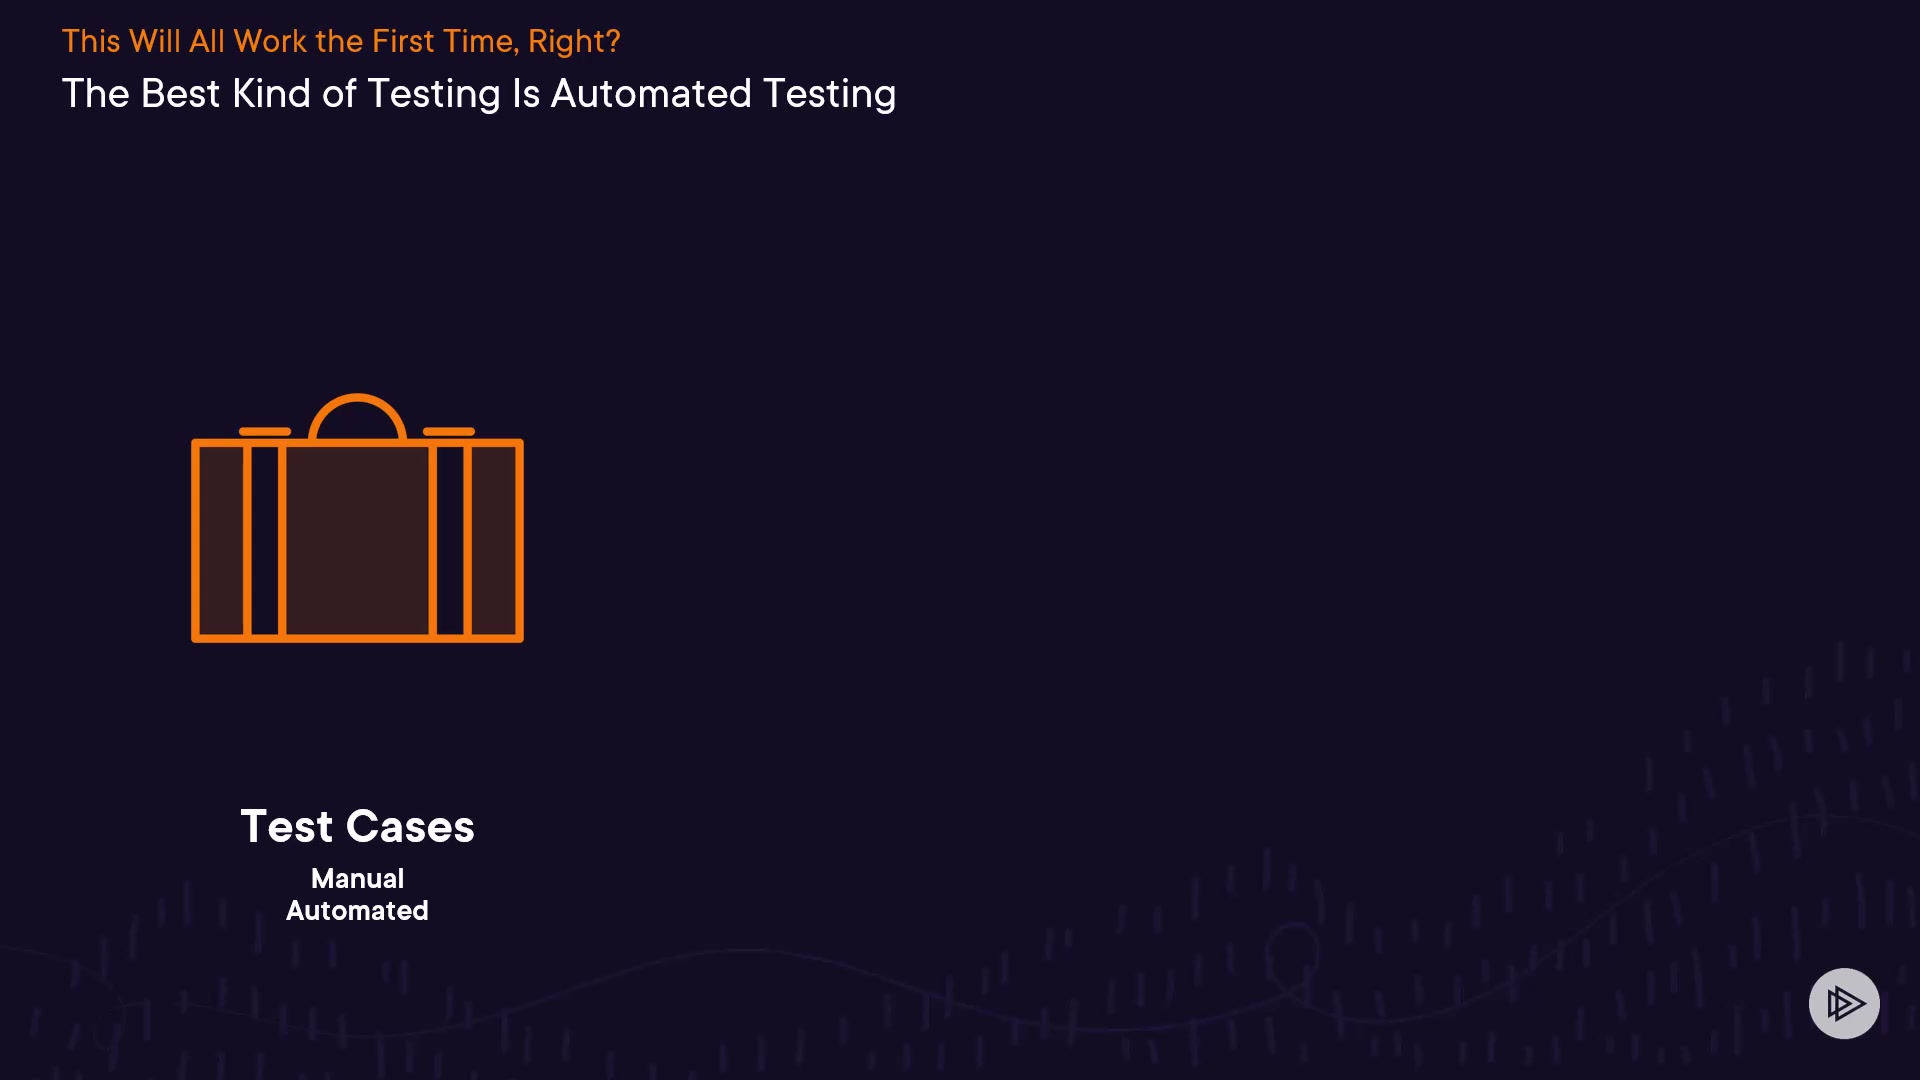 This Will All Work the First Time, Right?
The Best Kind of Testing Is Automated Testing
Test Cases
Manual
Automated